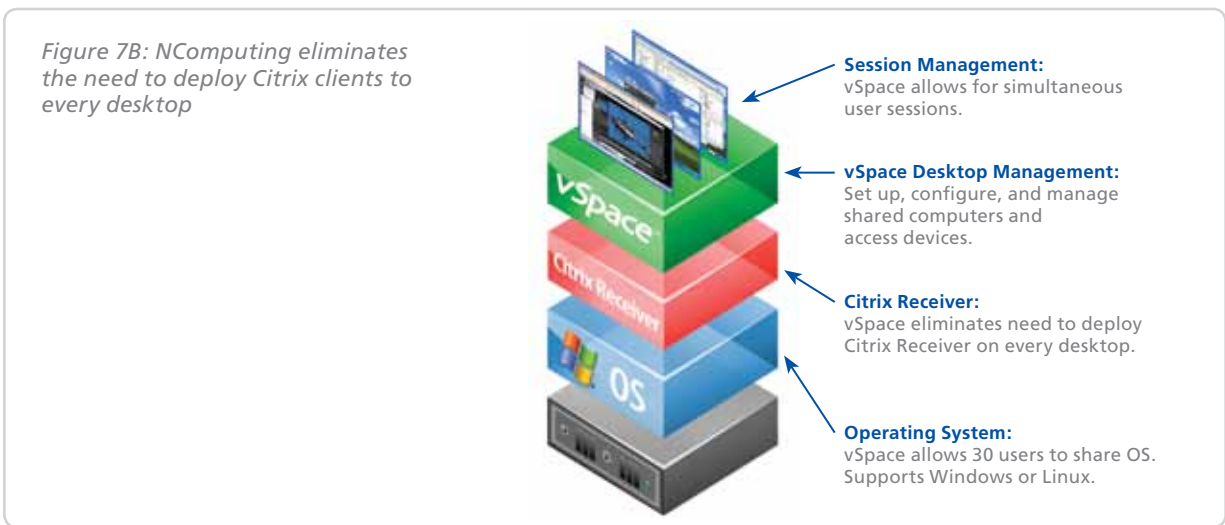 Figure 7B: NComputing eliminates
the need to deploy Citrix clients to
every desktop
Session Management:
vSpace allows for simultaneous
user sessions.
vSpace Desktop Management:
Set up, configure, and manage
shared computers and
access devices.
Citrix Receiver:
vSpace eliminates need to deploy
Citrix Receiver on every desktop.
Operating System:
vSpace allows 30 users to share OS.
Supports Windows or Linux.
vSpace
Citrix Receiver
OS